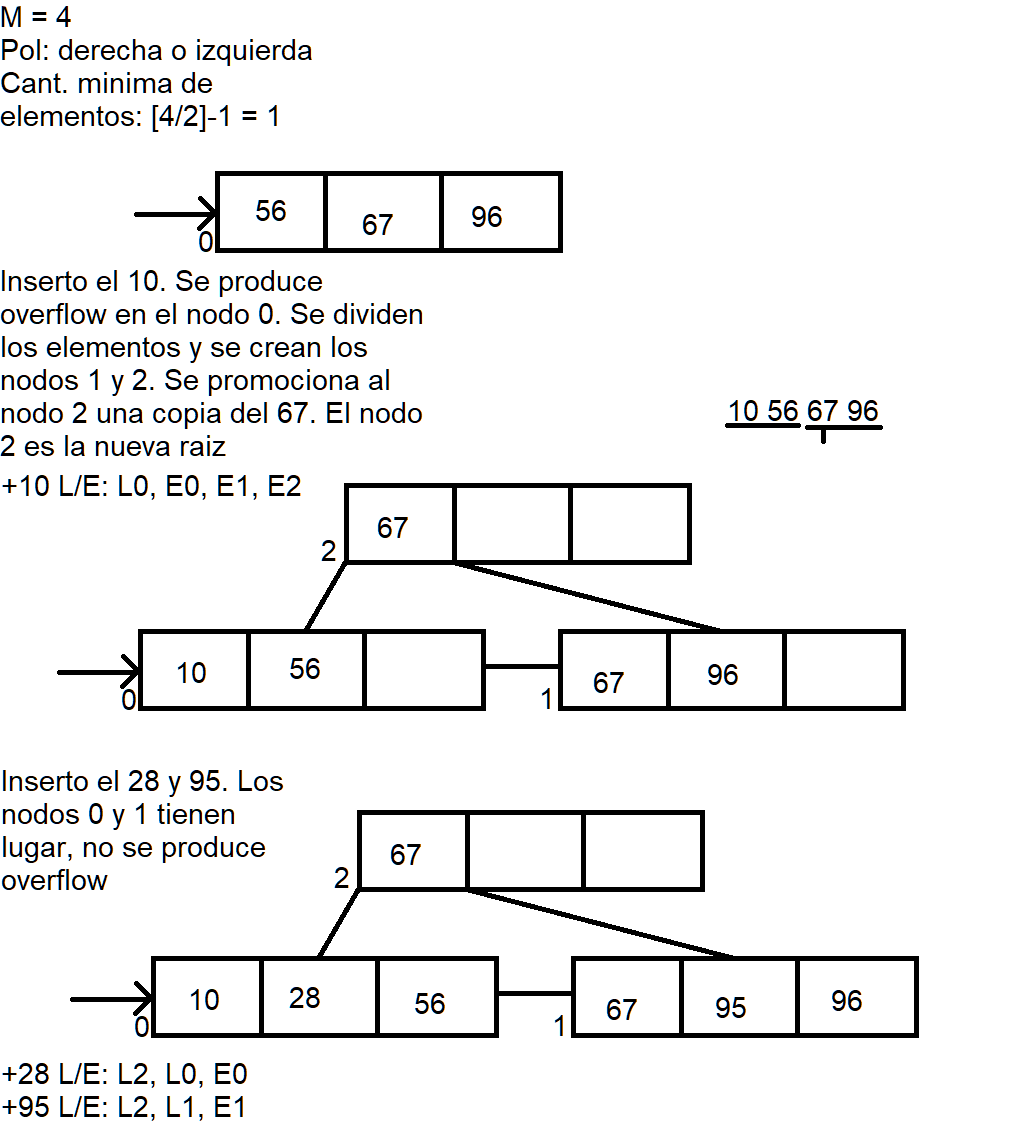 M = 4
Pol: derecha o izquierda
Cant. minima de
elementos: [4/2]-1 = 1
56 67 96
0
Inserto el 10. Se produce
overflow en el nodo 0. Se dividen
los elementos y se crean los
nodos 1 y 2. Se promociona al
nodo 2 una copia del 67. El nodo
2 es la nueva raiz
10 56 67 96
+10 L/E: L0, E0, E1, E2
67
2
10 56
67 96
0
1
Inserto el 28 y 95. Los
nodos 0 y 1 tienen
lugar, no se produce
overflow
67
2
10 28 56
67 95 96
0
1
+28 L/E: L2, L0, E0
+95 L/E: L2, L1, E1